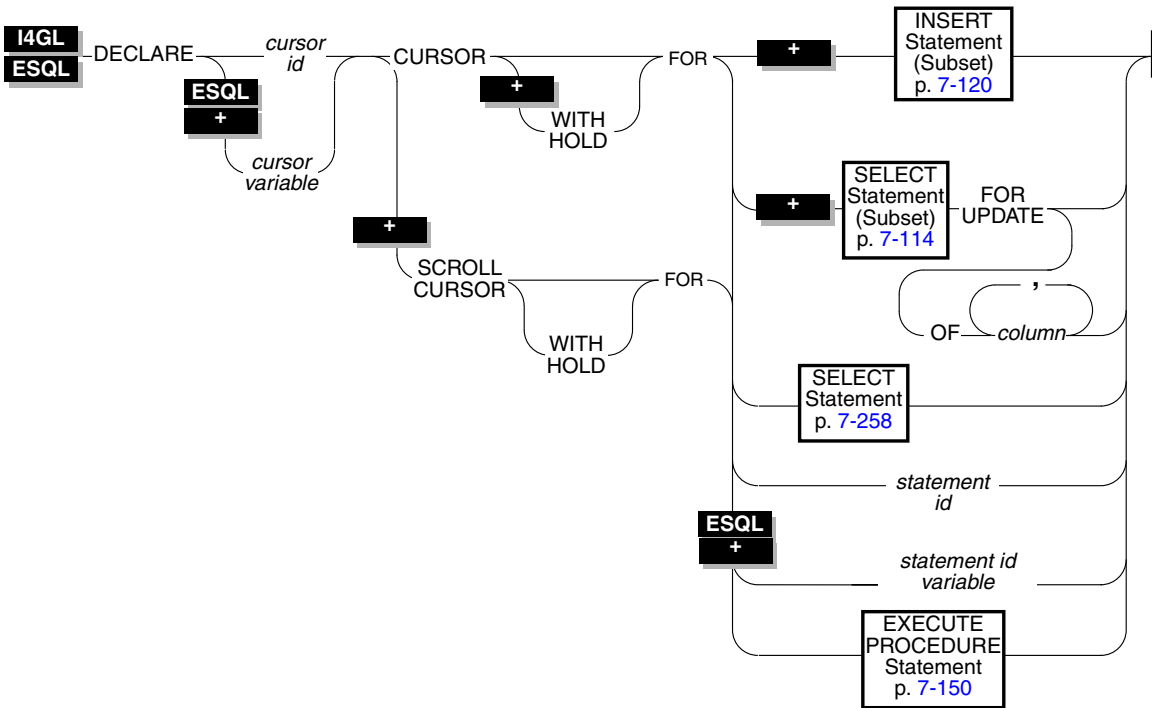 I4GL
ESQL
DECLARE
cursor
id
ESQL
+
cursor
variable
CURSOR
+
WITH
HOLD
FOR
+
INSERT
Statement
(Subset)
p. 7-120
+
SELECT
Statement
(Subset)
p. 7-114
FOR
UPDATE
,
OF
column
+
SCROLL
CURSOR
WITH
HOLD
FOR
SELECT
Statement
p. 7-258
statement
id
ESQL
+
statement id
variable
EXECUTE
PROCEDURE
Statement
p. 7-150